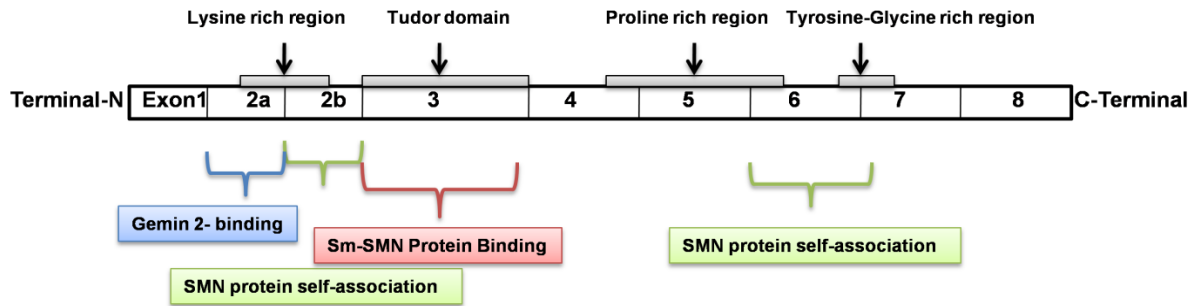 Lysine rich region Tudor domain Proline rich region Tyrosine-Glycine rich region
Terminal-N Exon1 2a 2b 3 4 5 6 7 8 C-Terminal
Gemin 2- binding
Sm-SMN Protein Binding SMN protein self-association
SMN protein self-association